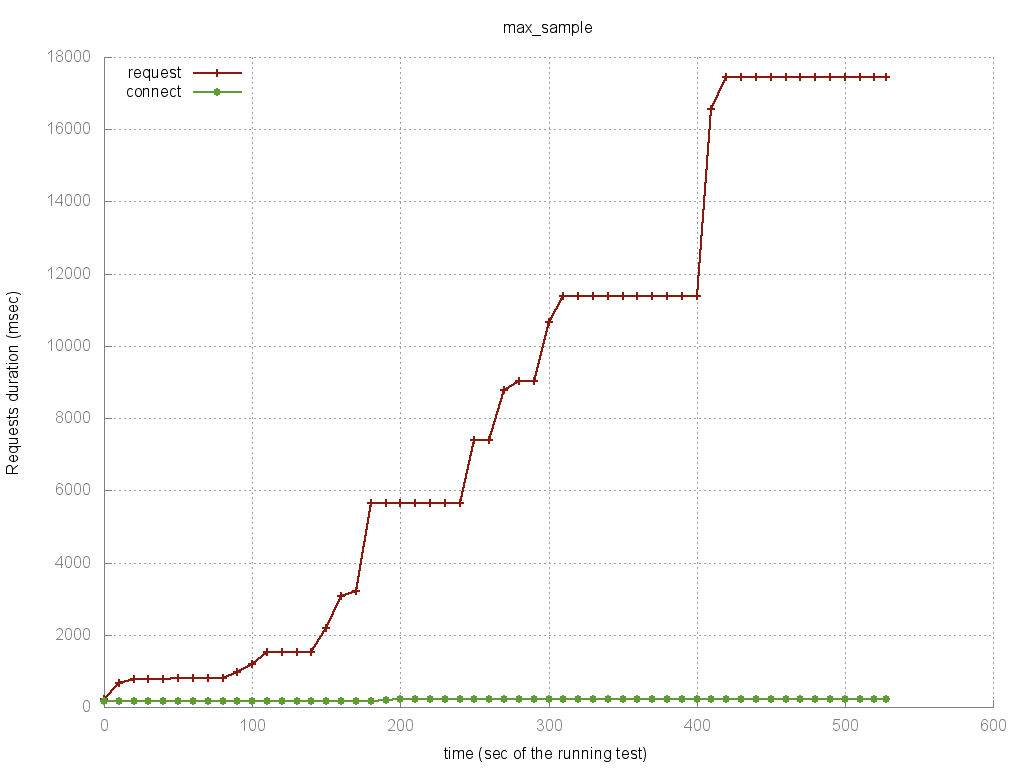 max_sample
request
connect
18000
16000
14000
12000
10000
8000
6000
4000
2000
0
Requests duration (msec)
0 100 200 300 400 500 600
time (sec of the running test)